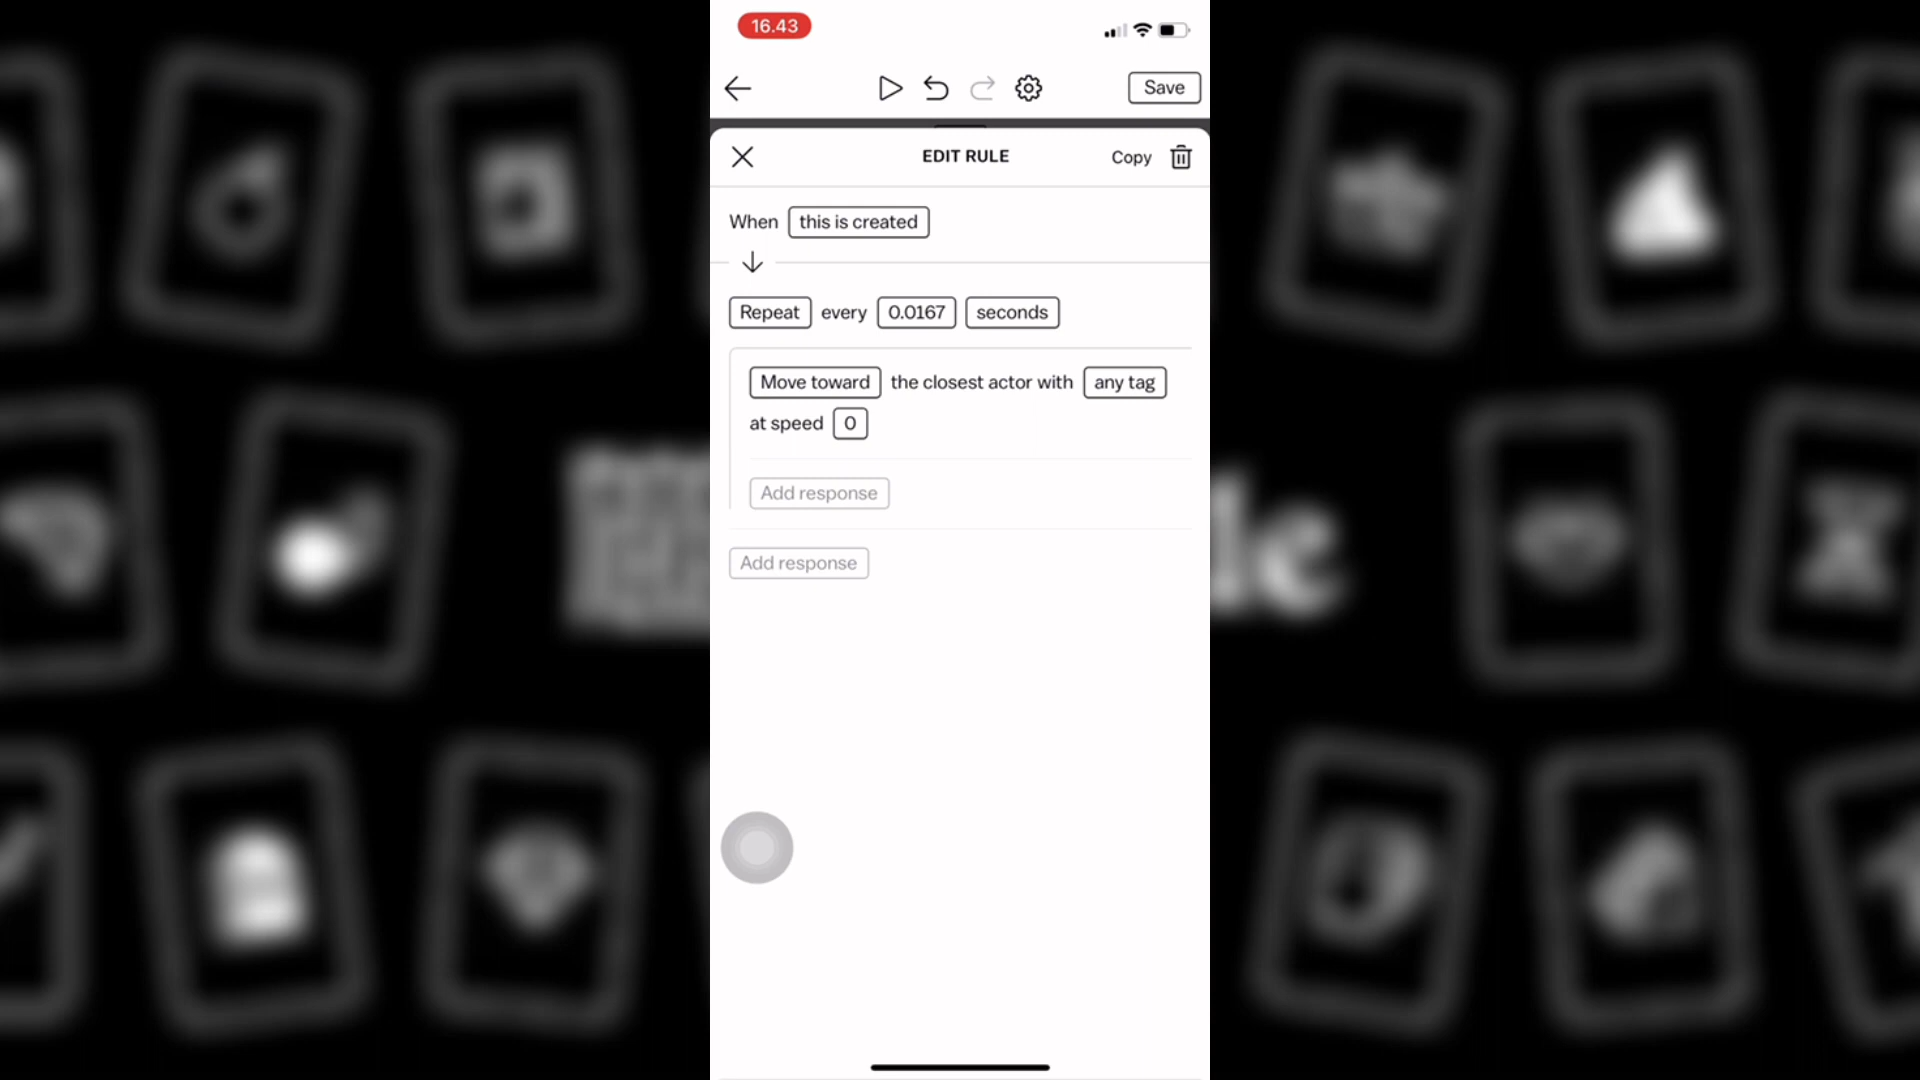 16.43
Save
EDIT RULE
Copy
When this is created
Repeat every 0.0167 seconds
Move toward the closest actor with any tag
at speed 0
Add response
Add response